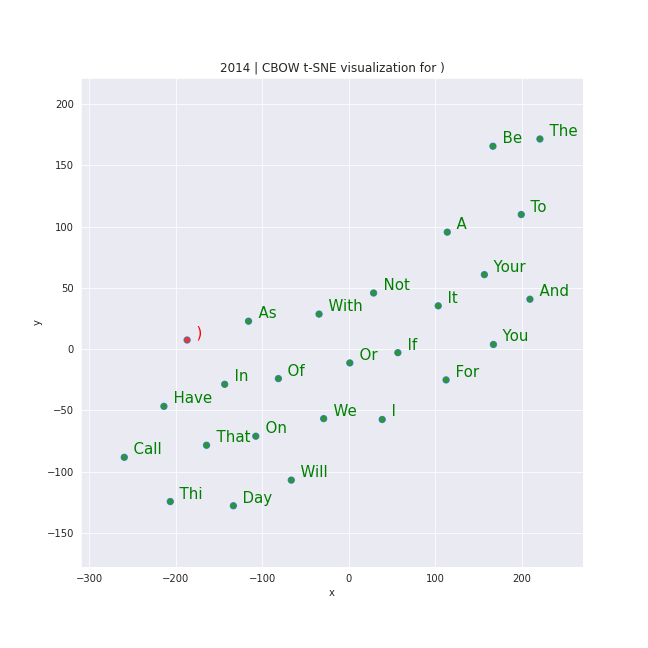 2014 | CBOW t-SNE visualization for )
y
200
150
100
50
0
−50
−100
−150
Be
The
To
A
Your
And
Not
It
With
As
)
You
If
Or
For
Of
In
Have
We
I
On
That
Call
Will
Thi
Day
−300
−200
−100
0
100
200
x